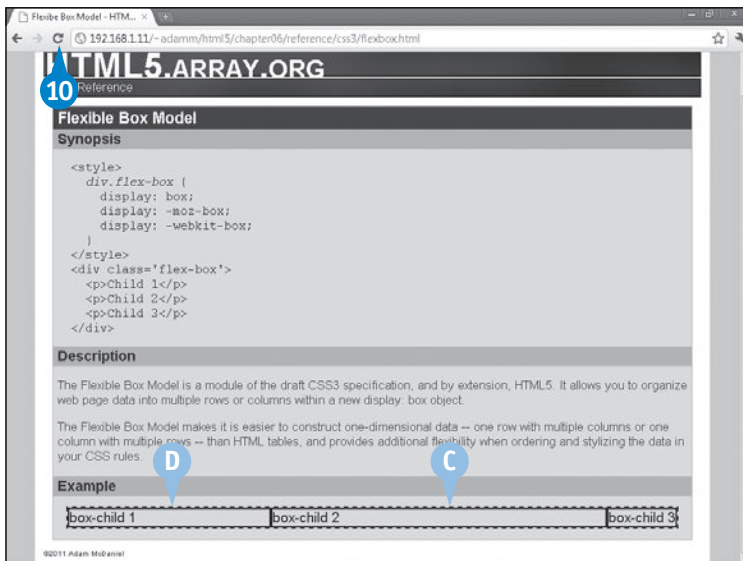 Flexibe Box Model - HTM...
192.168.1.11/~adamm/html5/chapter06/reference/css3/flexbox.html
HTML5.ARRAY.ORG
10
Reference
Flexible Box Model
Synopsis
<style>
div.flex-box {
display: box;
display: -moz-box;
display: -webkit-box;
}
</style>
<div class='flex-box'>
<p>Child 1</p>
<p>Child 2</p>
<p>Child 3</p>
</div>
Description
The Flexible Box Model is a module of the draft CSS3 specification, and by extension, HTML5. It allows you to organize
web page data into multiple rows or columns within a new display: box object.
The Flexible Box Model makes it is easier to construct one-dimensional data -- one row with multiple columns or one
column with multiple rows -- than HTML tables, and provides additional flexibility when ordering and stylizing the data in
your CSS rules.
D
C
Example
box-child 1 box-child 2 box-child 3
©2011 Adam McDaniel